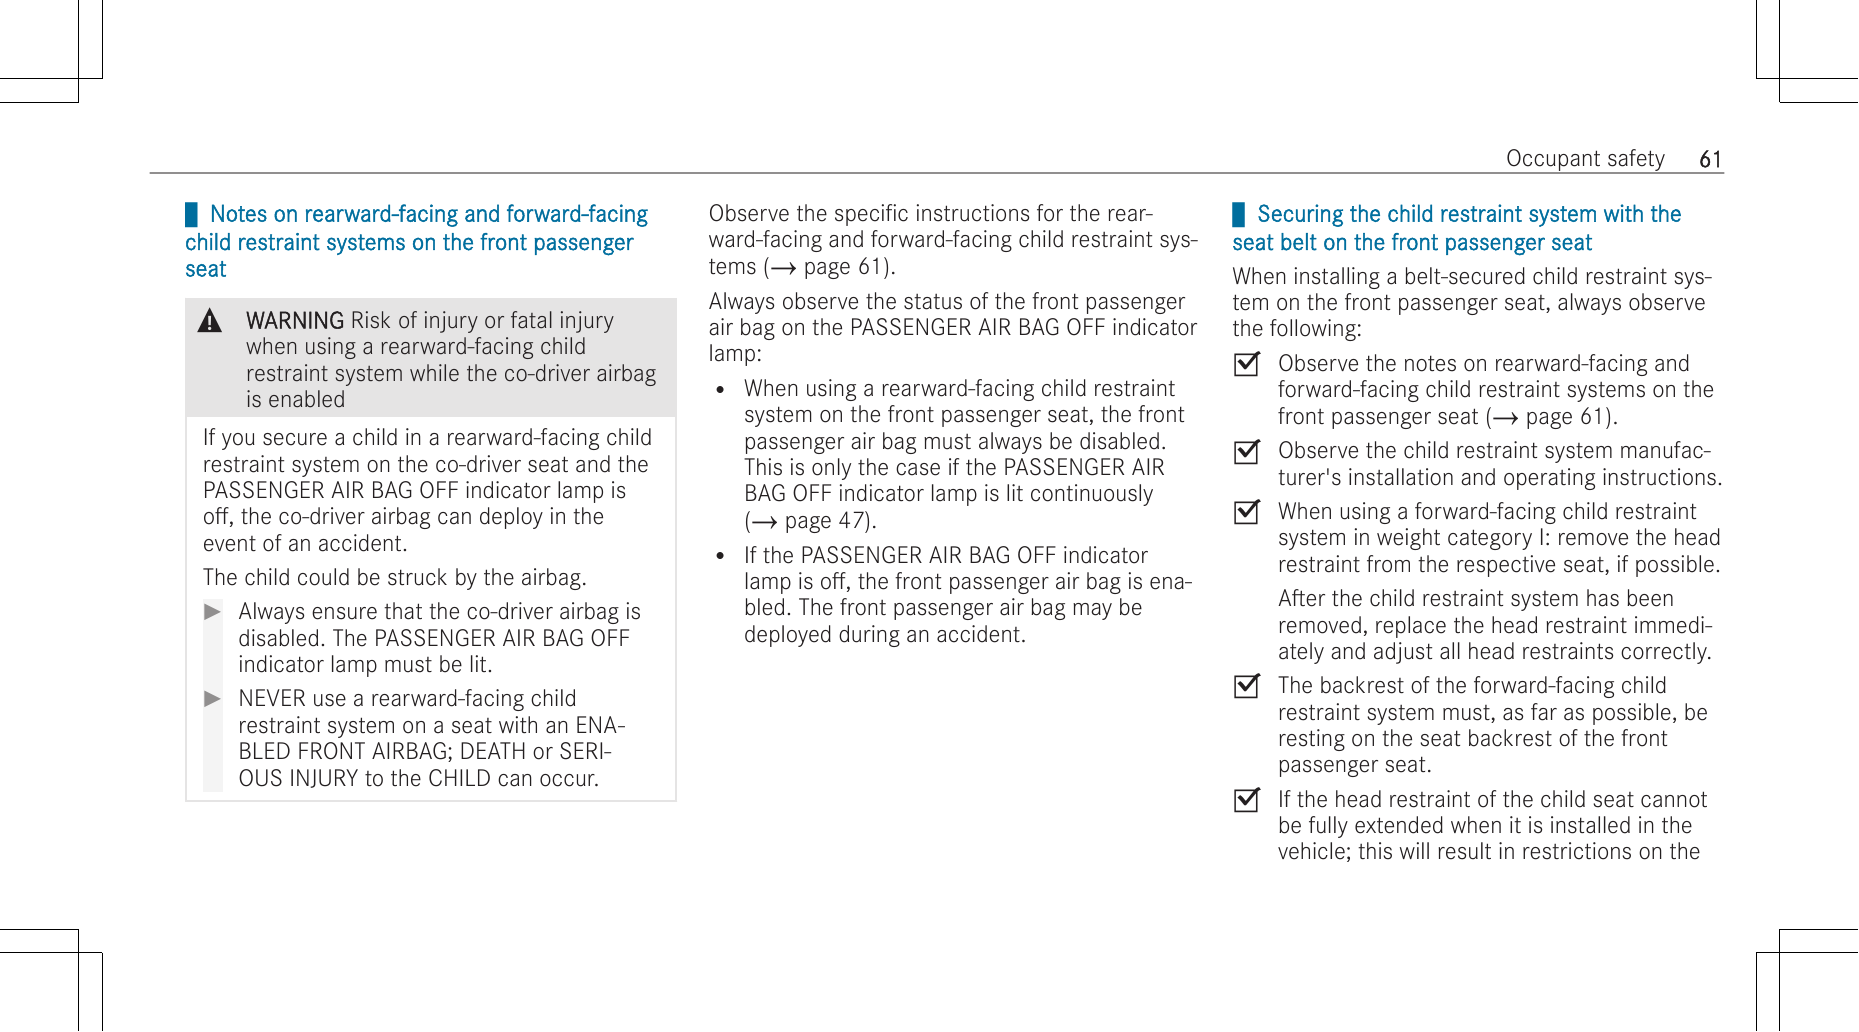 Occupant safety 61
Notes on rearward-facing and forward-facing
child restraint systems on the front passenger
seat
WARNING Risk of injury or fatal injury
when using a rearward-facing child
restraint system while the co-driver airbag
is enabled
If you secure a child in a rearward-facing child
restraint system on the co-driver seat and the
PASSENGER AIR BAG OFF indicator lamp is
off, the co-driver airbag can deploy in the
event of an accident.
The child could be struck by the airbag.
▶ Always ensure that the co-driver airbag is
disabled. The PASSENGER AIR BAG OFF
indicator lamp must be lit.
▶ NEVER use a rearward-facing child
restraint system on a seat with an ENA-
BLED FRONT AIRBAG; DEATH or SERI-
OUS INJURY to the CHILD can occur.
Observe the specific instructions for the rear-
ward-facing and forward-facing child restraint sys-
tems (→ page 61).
Always observe the status of the front passenger
air bag on the PASSENGER AIR BAG OFF indicator
lamp:
• When using a rearward-facing child restraint
system on the front passenger seat, the front
passenger air bag must always be disabled.
This is only the case if the PASSENGER AIR
BAG OFF indicator lamp is lit continuously
(→ page 47).
• If the PASSENGER AIR BAG OFF indicator
lamp is off, the front passenger air bag is ena-
bled. The front passenger air bag may be
deployed during an accident.
Securing the child restraint system with the
seat belt on the front passenger seat
When installing a belt-secured child restraint sys-
tem on the front passenger seat, always observe
the following:
Observe the notes on rearward-facing and
forward-facing child restraint systems on the
front passenger seat (→ page 61).
Observe the child restraint system manufac-
turer's installation and operating instructions.
When using a forward-facing child restraint
system in weight category I: remove the head
restraint from the respective seat, if possible.
After the child restraint system has been
removed, replace the head restraint immedi-
ately and adjust all head restraints correctly.
The backrest of the forward-facing child
restraint system must, as far as possible, be
resting on the seat backrest of the front
passenger seat.
If the head restraint of the child seat cannot
be fully extended when it is installed in the
vehicle; this will result in restrictions on the